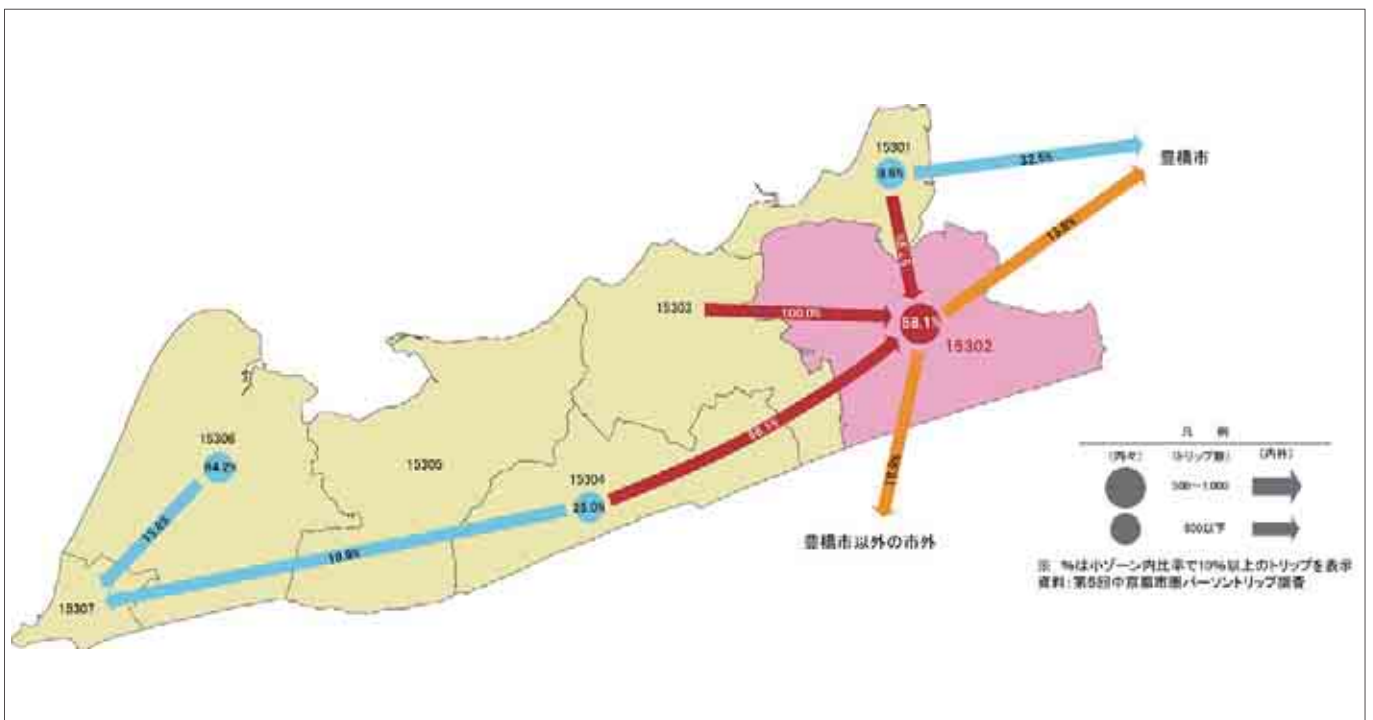 15301
9.6%
32.5%
豊橋市
13.8%
15303
100.0%
58.1%
15302
15306
64.2%
15305
15304
25.0%
15307
豊橋市以外の市外
凡 例
(内々) (トリップ数) (内外)
500～1,000
500以下
※ %は小ゾーン内比率で10%以上のトリップを表示
資料：第5回中京都市圏パーソントリップ調査